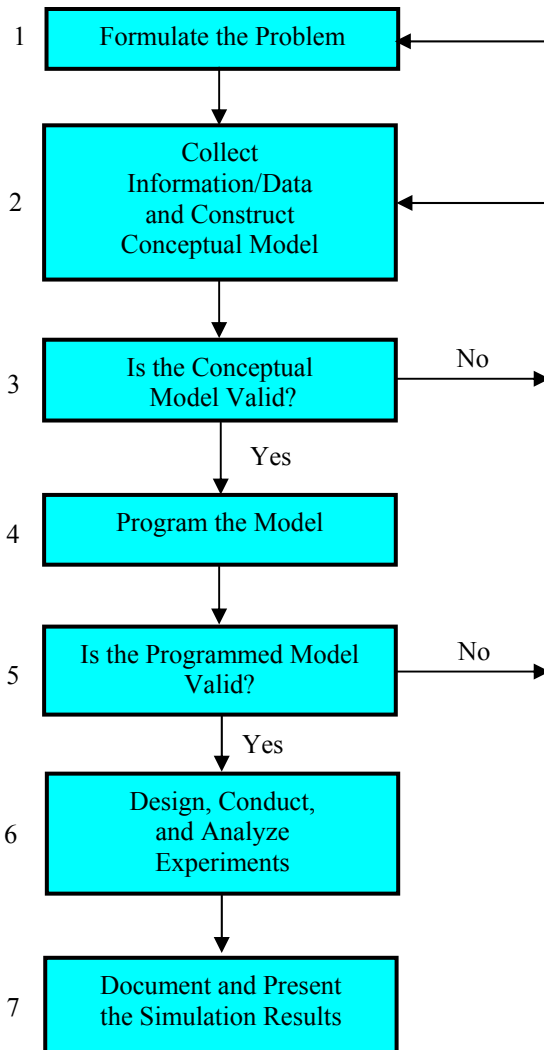 1
Formulate the Problem
2
Collect
Information/Data
and Construct
Conceptual Model
3
Is the Conceptual
Model Valid?
No
Yes
4
Program the Model
5
Is the Programmed Model
Valid?
No
Yes
6
Design, Conduct,
and Analyze
Experiments
7
Document and Present
the Simulation Results